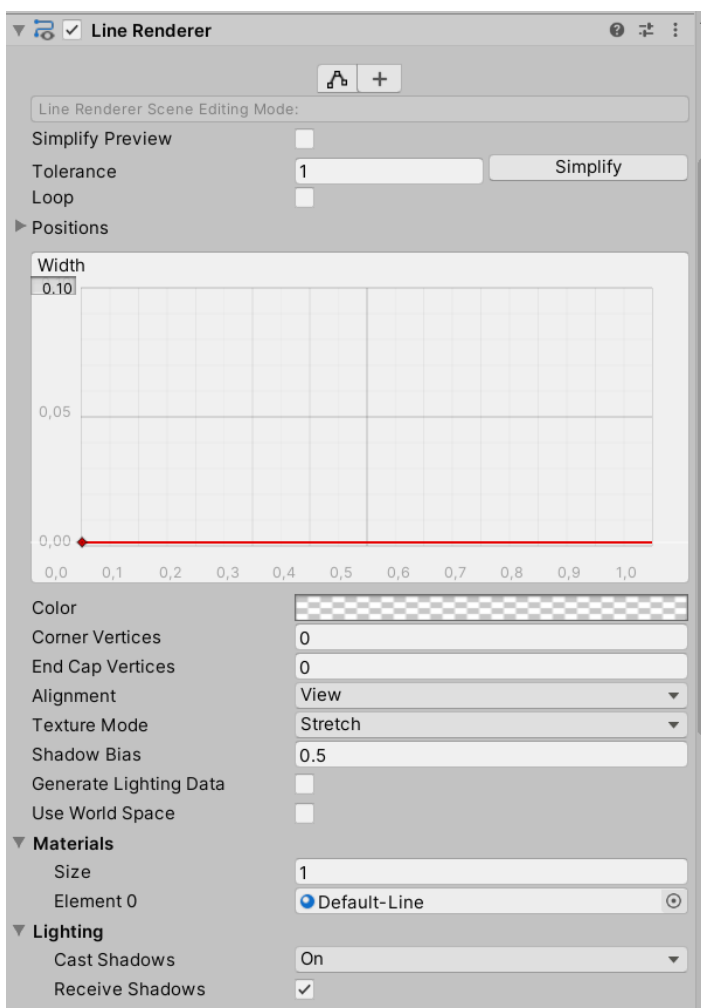 Line Renderer
Line Renderer Scene Editing Mode:
Simplify Preview
Tolerance 1 Simplify
Loop
Positions
Width
0.10
0,05
0,00
0,0 0,1 0,2 0,3 0,4 0,5 0,6 0,7 0,8 0,9 1,0
Color
Corner Vertices 0
End Cap Vertices 0
Alignment View
Texture Mode Stretch
Shadow Bias 0.5
Generate Lighting Data
Use World Space
Materials
Size 1
Element 0 Default-Line
Lighting
Cast Shadows On
Receive Shadows